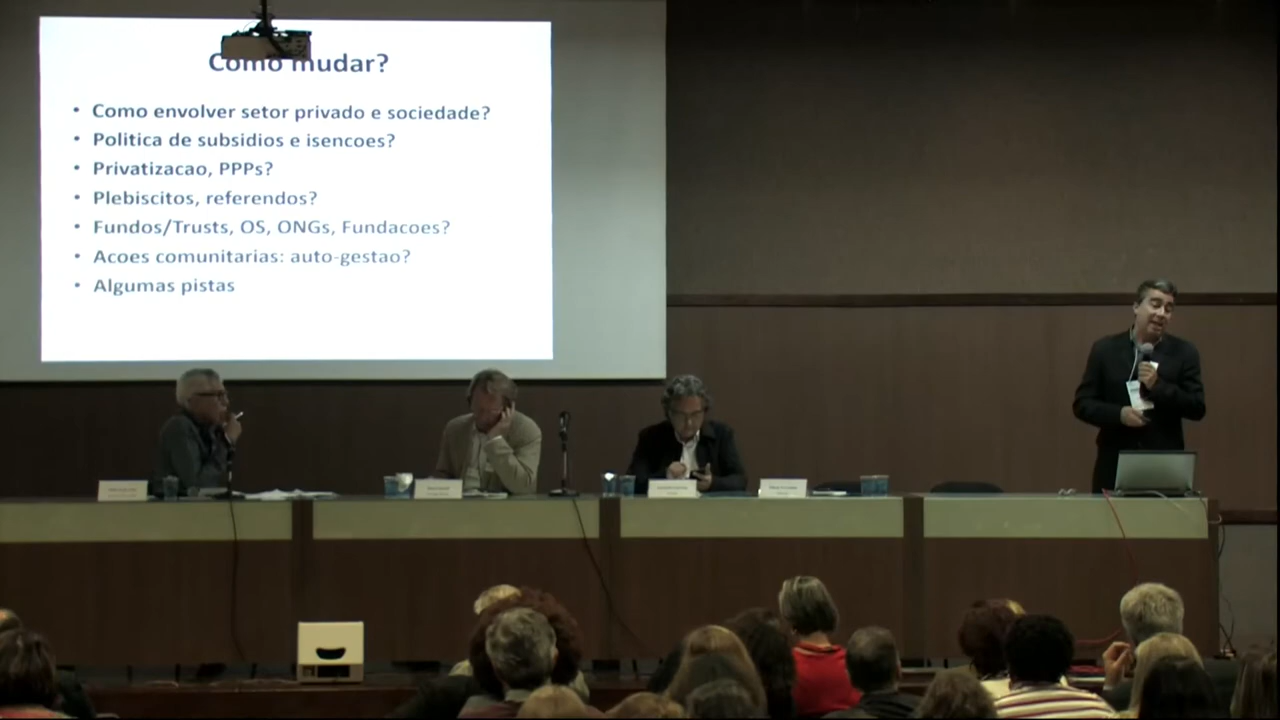 Como mudar?
• Como envolver setor privado e sociedade?
• Politica de subsidios e isencoes?
• Privatizacao, PPPs?
• Plebiscitos, referendos?
• Fundos/Trusts, OS, ONGs, Fundacoes?
• Acoes comunitarias: auto-gestao?
• Algumas pistas